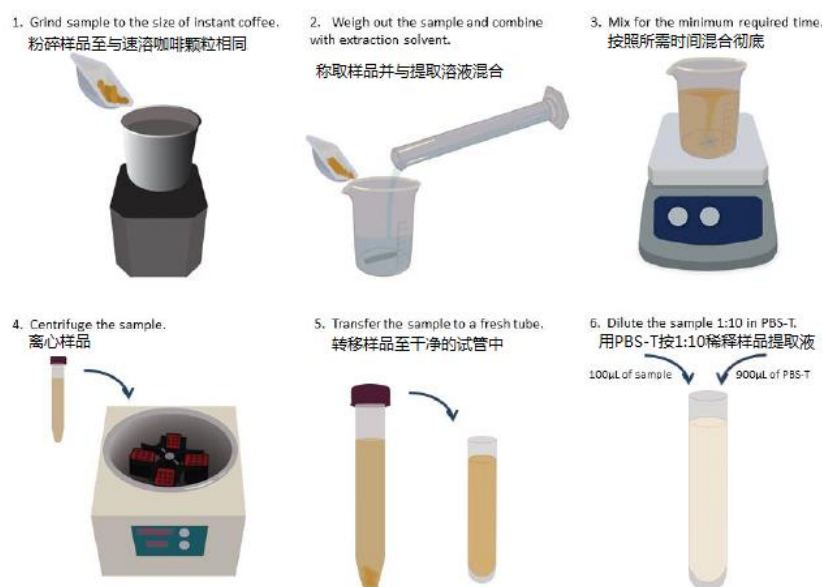 1. Grind sample to the size of instant coffee.
粉碎样品至与速溶咖啡颗粒相同
2. Weigh out the sample and combine
with extraction solvent.
称取样品并与提取溶液混合
3. Mix for the minimum required time.
按照所需时间混合彻底
4. Centrifuge the sample.
离心样品
5. Transfer the sample to a fresh tube.
转移样品至干净的试管中
6. Dilute the sample 1:10 in PBS-T.
用PBS-T按1:10稀释样品提取液
100µL of sample
900µL of PBS-T